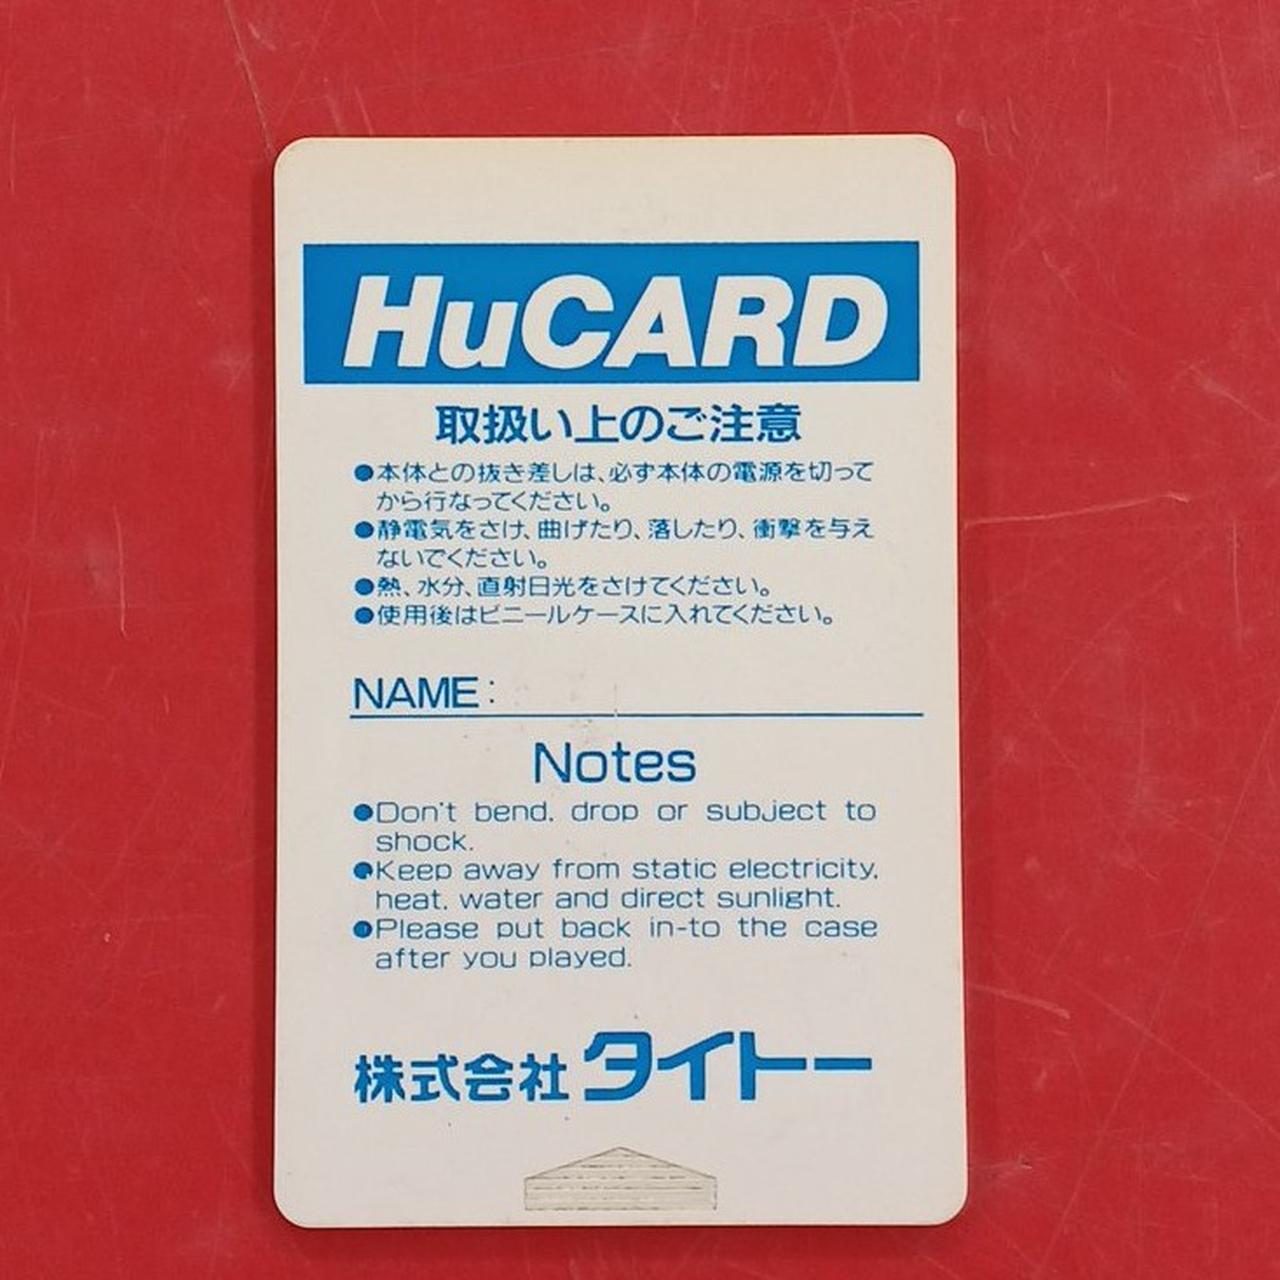 HuCARD
取扱い上のご注意
●本体との抜き差しは、必ず本体の電源を切って
から行なってください。
●静電気をさけ、曲げたり、落したり、衝撃を与え
ないでください。
●熱、水分、直射日光をさけてください。
●使用後はビニールケースに入れてください。
NAME:
Notes
●Don't bend, drop or subject to
shock.
●Keep away from static electricity,
heat, water and direct sunlight.
●Please put back in-to the case
after you played.
株式会社タイトー